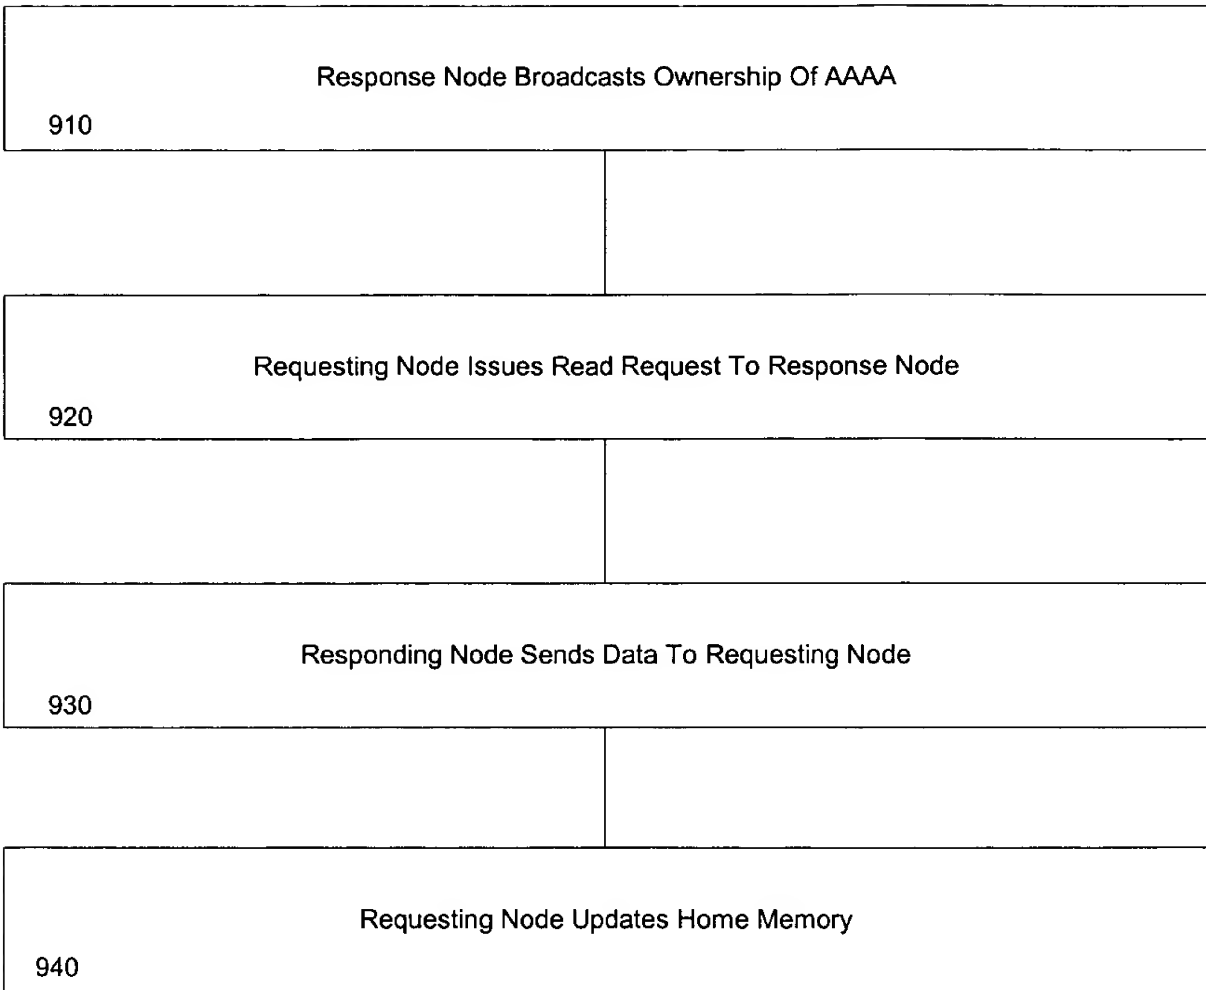 Response Node Broadcasts Ownership Of AAAA
910
Requesting Node Issues Read Request To Response Node
920
Responding Node Sends Data To Requesting Node
930
Requesting Node Updates Home Memory
940